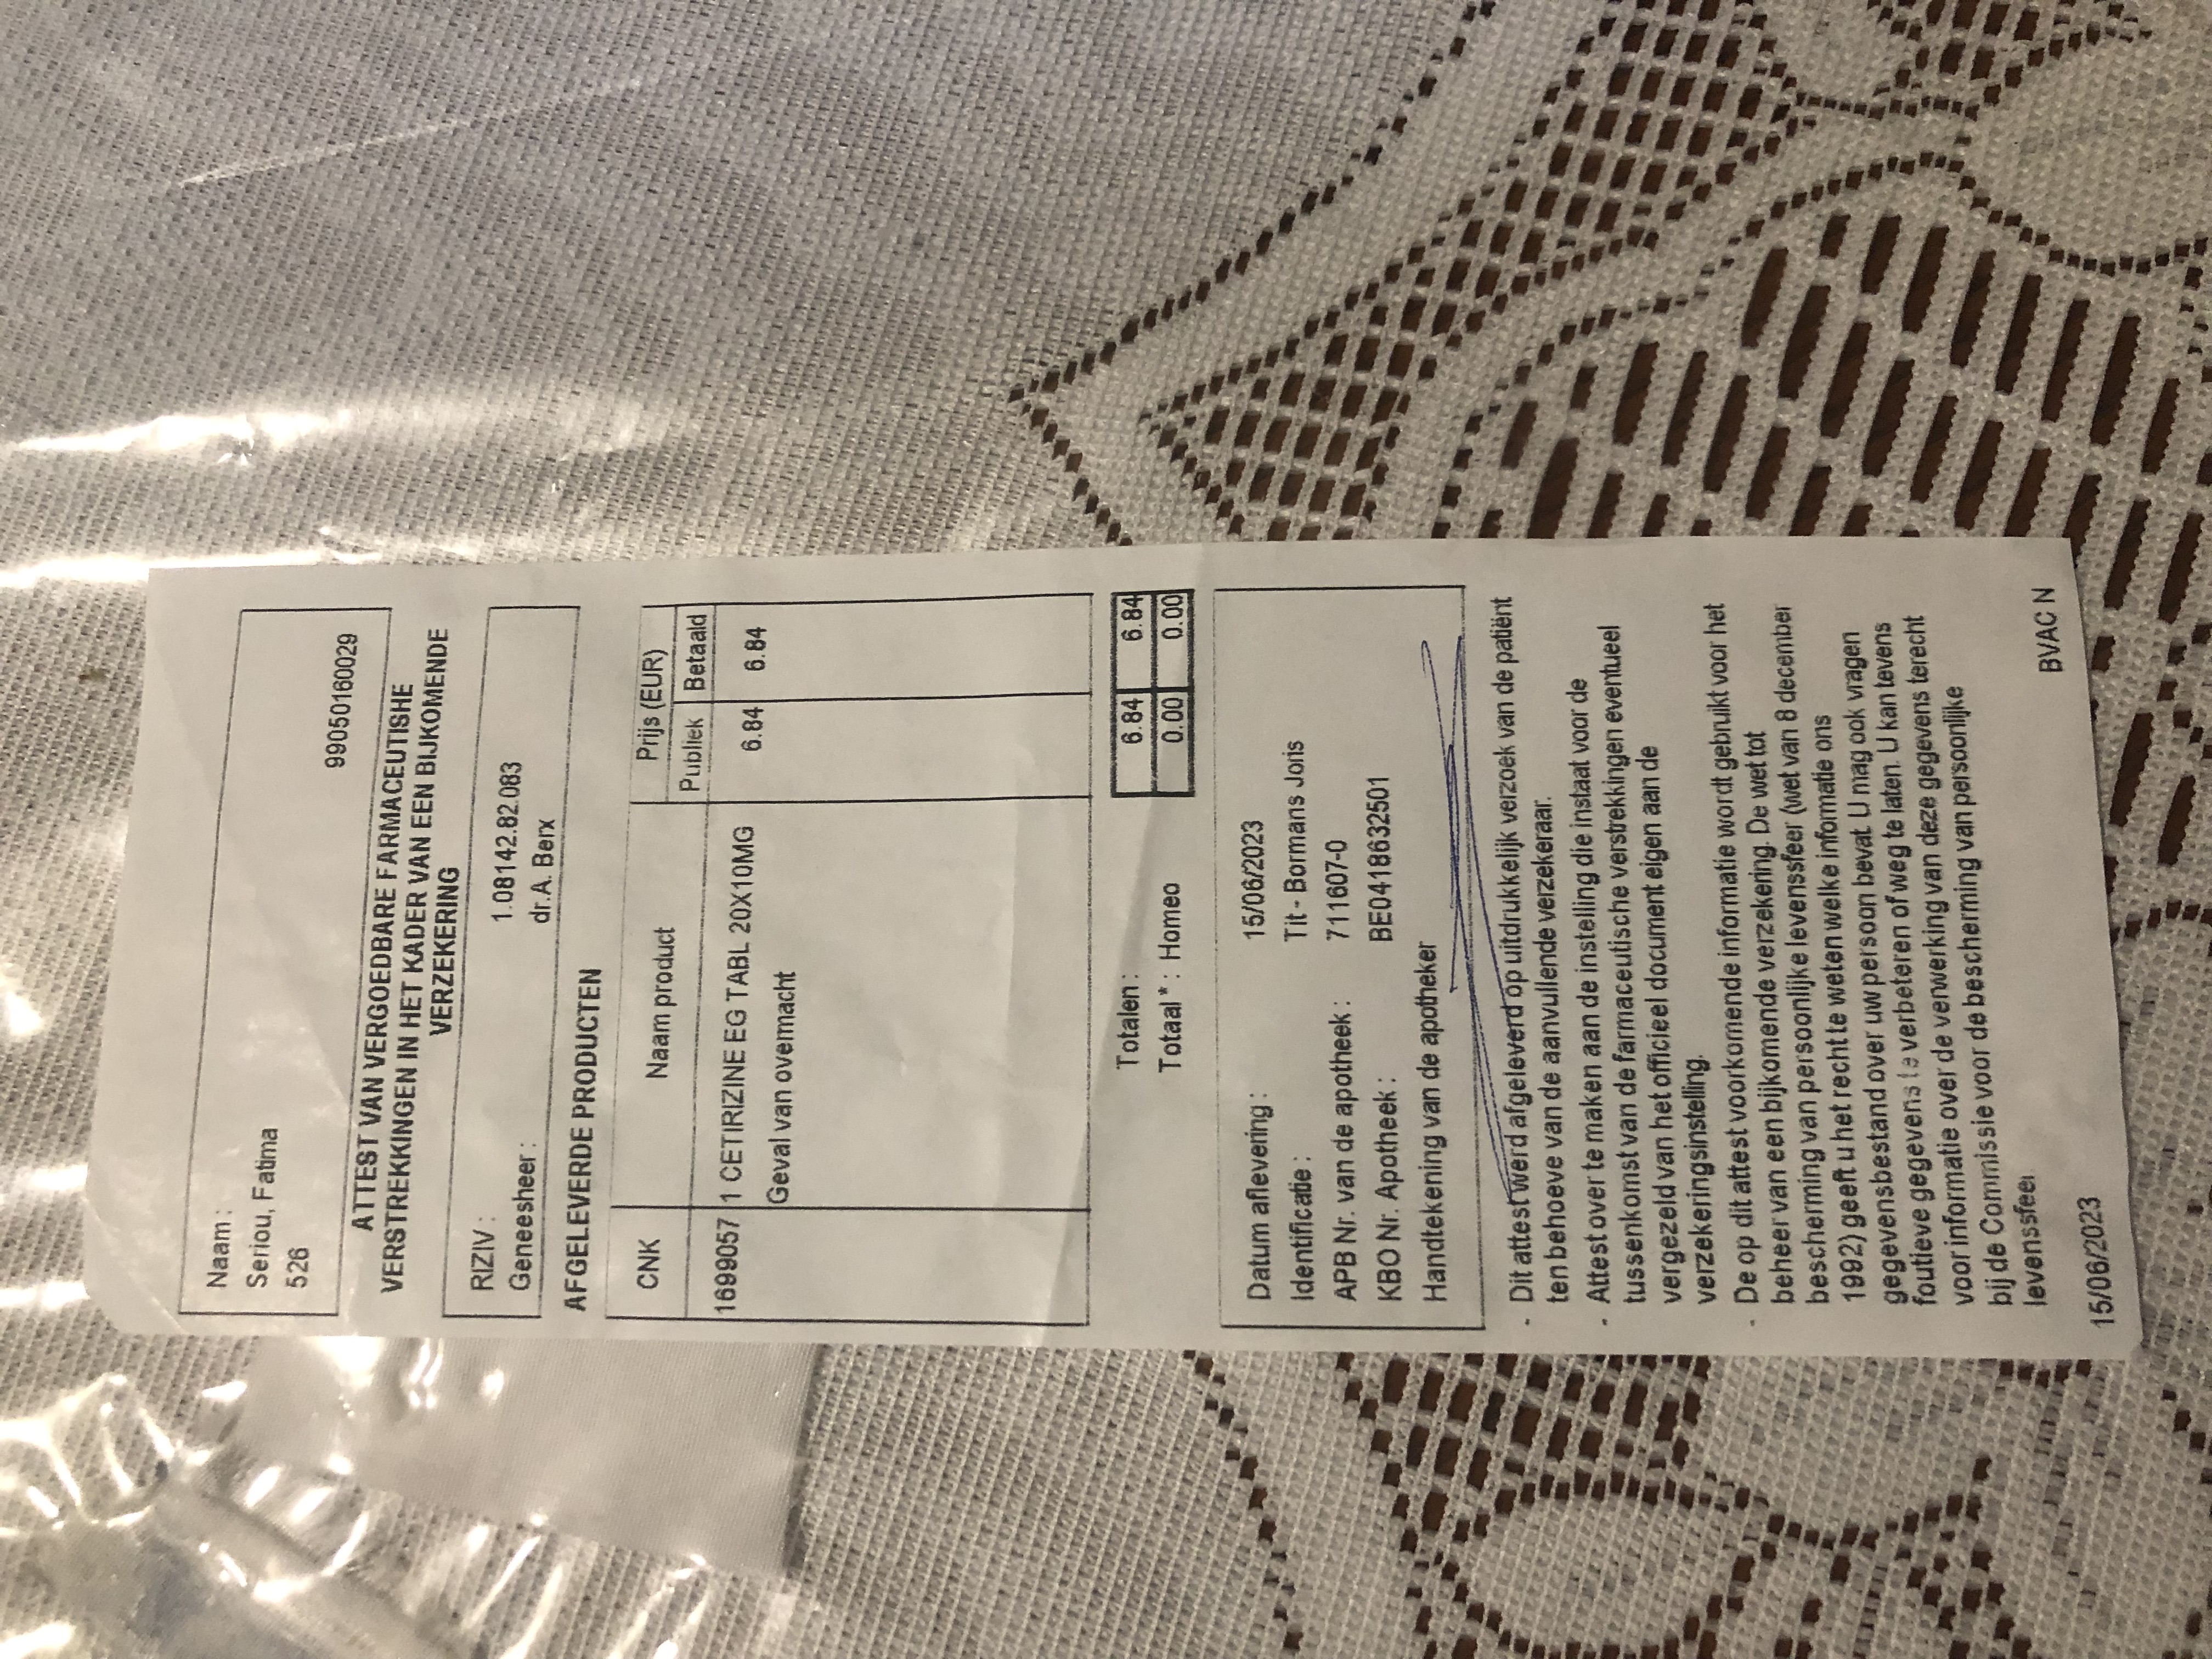 Naam :
Seriou, Fatima
526 99050160029
ATTEST VAN VERGOEDBARE FARMACEUTISHE
VERSTREKKINGEN IN HET KADER VAN EEN BIJKOMENDE
VERZEKERING
RIZIV : 1.08142.82.083
Geneesheer : dr. A. Berx
AFGELEVERDE PRODUCTEN
CNK Naam product Prijs (EUR)
Publiek Betaald
1699057 1 CETIRIZINE EG TABL 20X10MG 6.84 6.84
Geval van overmacht
Totalen : 6.84 6.84
Totaal * : Homeo 0.00 0.00
Datum aflevering : 15/06/2023
Identificatie : Tit - Bormans Joris
APB Nr. van de apotheek : 711607-0
KBO Nr. Apotheek : BE0418632501
Handtekening van de apotheker
- Dit attest werd afgeleverd op uitdrukkelijk verzoek van de patiënt
ten behoeve van de aanvullende verzekeraar.
- Attest over te maken aan de instelling die instaat voor de
tussenkomst van de farmaceutische verstrekkingen eventueel
vergezeld van het officieel document eigen aan de
verzekeringsinstelling.
- De op dit attest voorkomende informatie wordt gebruikt voor het
beheer van een bijkomende verzekering. De wet tot
bescherming van persoonlijke levenssfeer (wet van 8 december
1992) geeft u het recht te weten welke informatie ons
gegevensbestand over uw persoon bevat. U mag ook vragen
foutieve gegevens te verbeteren of weg te laten. U kan tevens
voor informatie over de verwerking van deze gegevens terecht
bij de Commissie voor de bescherming van persoonlijke
levenssfeer.
15/06/2023 BVAC N